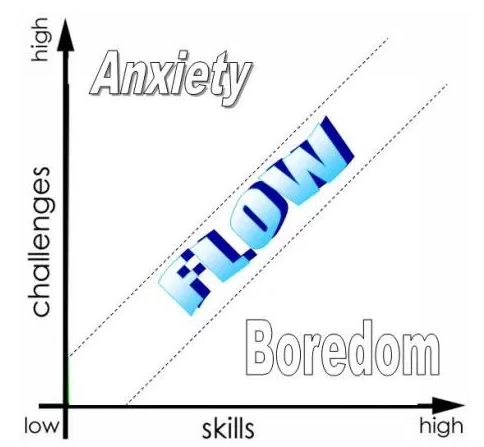 high
Anxiety
challenges
FLOW
Boredom
low
skills
high